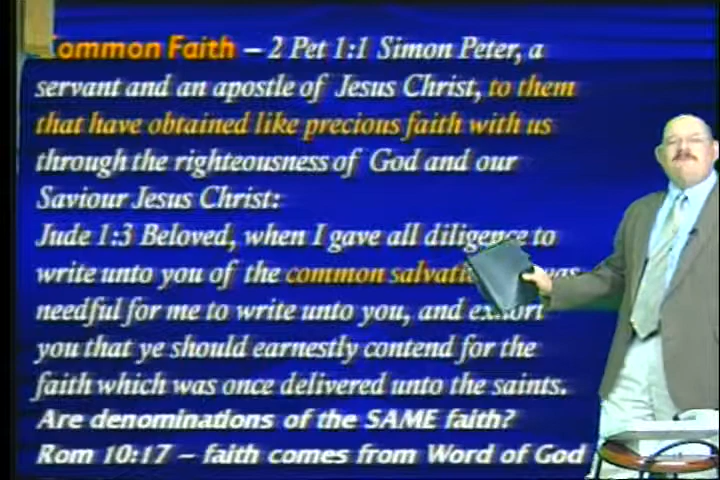 Common Faith – 2 Pet 1:1 Simon Peter, a
servant and an apostle of Jesus Christ, to them
that have obtained like precious faith with us
through the righteousness of God and our
Saviour Jesus Christ:
Jude 1:3 Beloved, when I gave all diligence to
write unto you of the common was
needful for me to write unto you, and exhort
you that ye should earnestly contend for the
faith which was once delivered unto the saints.
Are denominations of the SAME faith?
Rom 10:17 – faith comes from Word of God